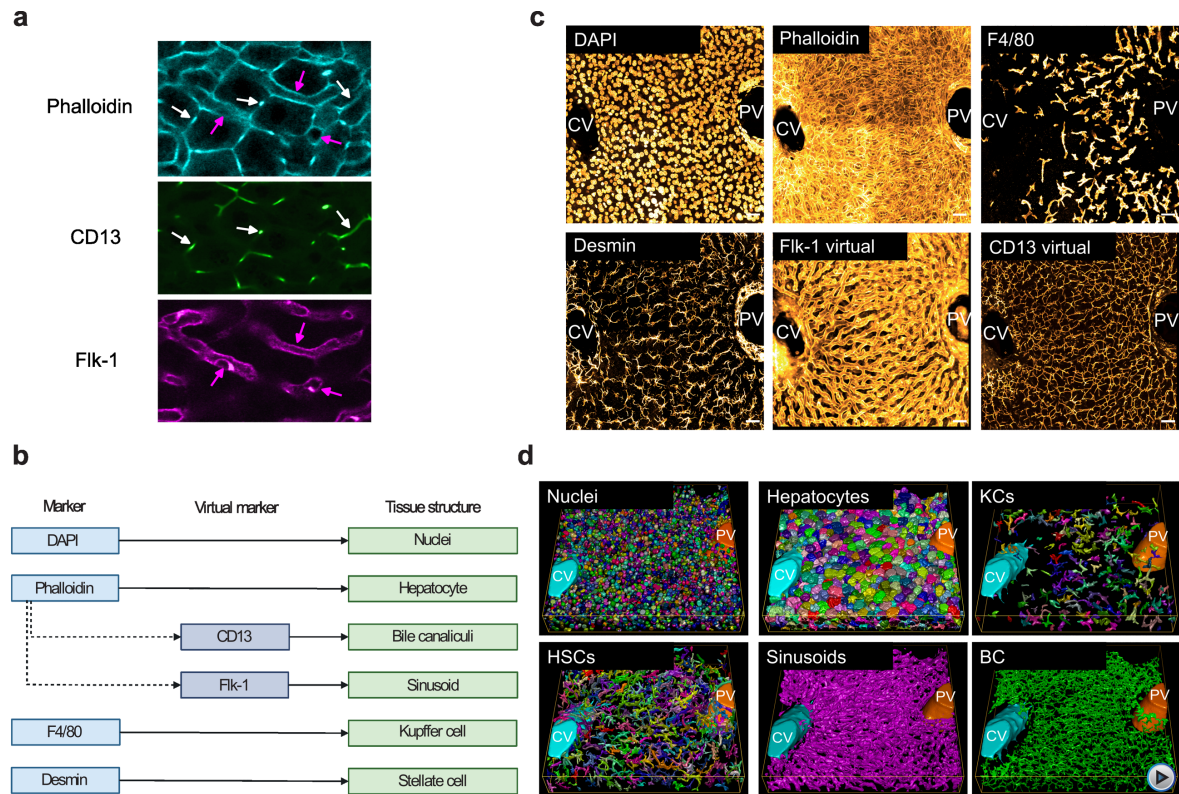 a
Phalloidin
CD13
Flk-1
b
Marker
Virtual marker
Tissue structure
DAPI
Nuclei
Phalloidin
Hepatocyte
CD13
Bile canaliculi
Flk-1
Sinusoid
F4/80
Kupffer cell
Desmin
Stellate cell
c
DAPI
CV
PV
Phalloidin
CV
PV
F4/80
CV
PV
Desmin
CV
PV
Flk-1 virtual
CV
PV
CD13 virtual
CV
PV
d
Nuclei
CV
PV
Hepatocytes
CV
PV
KCs
CV
PV
HSCs
CV
PV
Sinusoids
CV
PV
BC
CV
PV